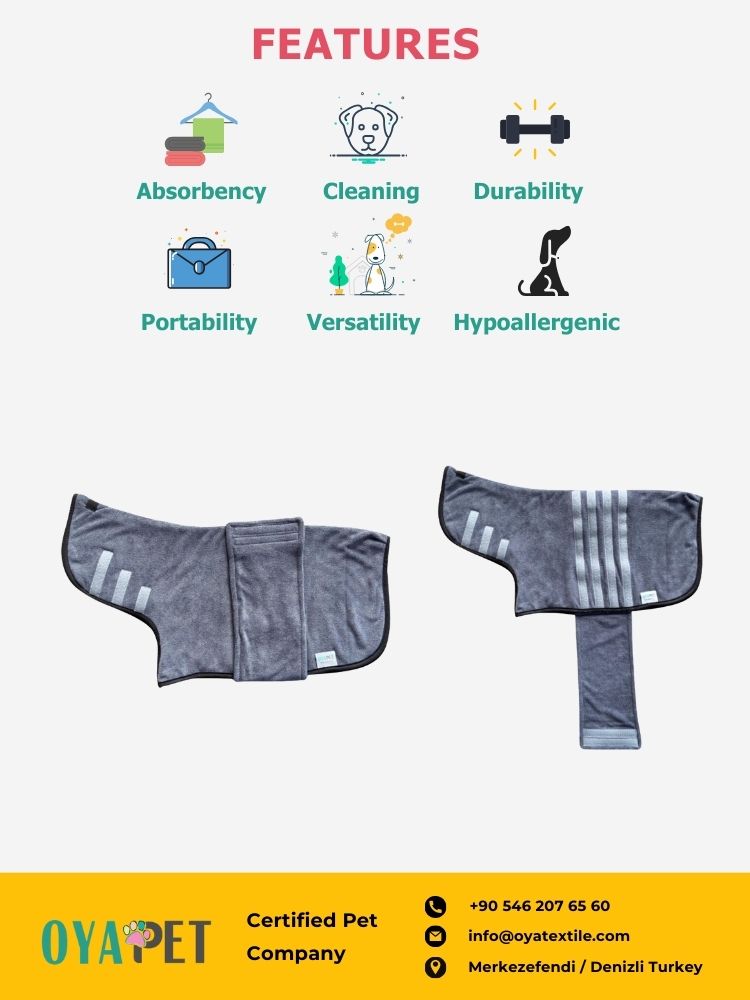 FEATURES
Absorbency
Cleaning
Durability
Portability
Versatility
Hypoallergenic
OYAPET
Certified Pet
Company
+90 546 207 65 60
info@oyatextile.com
Merkezefendi / Denizli Turkey